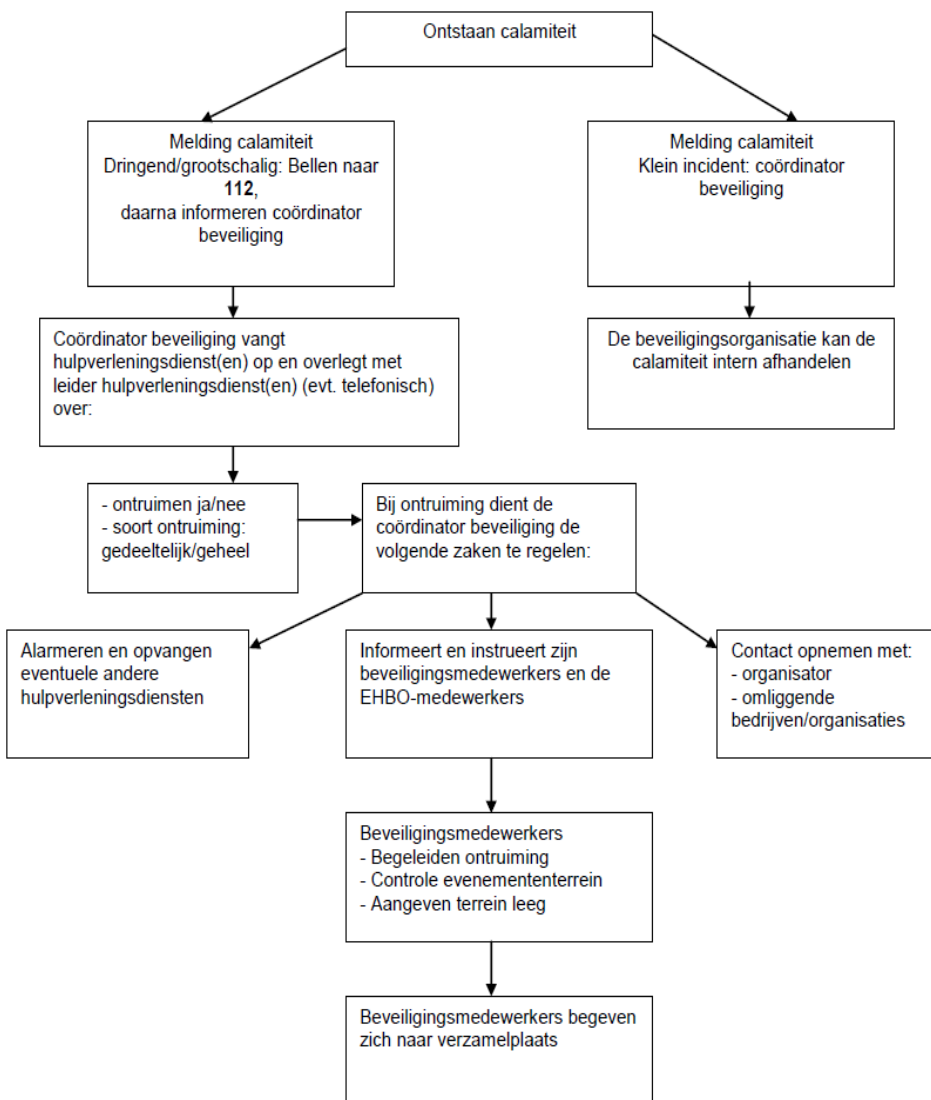 Ontstaan calamiteit
Melding calamiteit
Dringend/grootschalig: Bellen naar
112,
daarna informeren coördinator
beveiliging
Melding calamiteit
Klein incident: coördinator
beveiliging
Coördinator beveiliging vangt
hulpverleningsdienst(en) op en overlegt met
leider hulpverleningsdienst(en) (evt. telefonisch)
over:
De beveiligingsorganisatie kan de
calamiteit intern afhandelen
- ontruimen ja/nee
- soort ontruiming:
gedeeltelijk/geheel
Bij ontruiming dient de
coördinator beveiliging de
volgende zaken te regelen:
Alarmeren en opvangen
eventuele andere
hulpverleningsdiensten
Informeert en instrueert zijn
beveiligingsmedewerkers en de
EHBO-medewerkers
Contact opnemen met:
- organisator
- omliggende
bedrijven/organisaties
Beveiligingsmedewerkers
- Begeleiden ontruiming
- Controle evenemententerrein
- Aangeven terrein leeg
Beveiligingsmedewerkers begeven
zich naar verzamelplaats